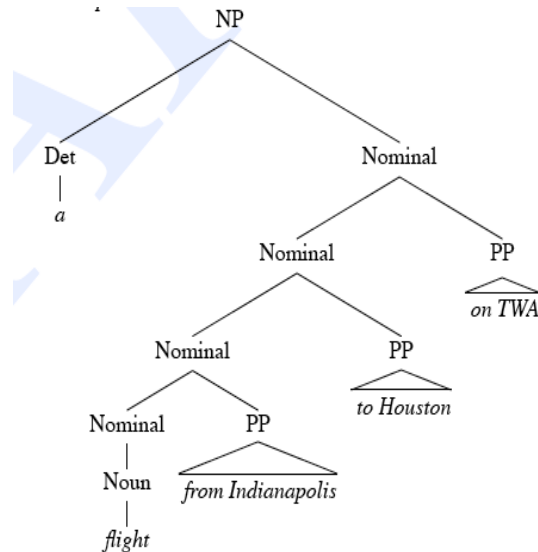 NP
Det Nominal
a
Nominal PP
on TWA
Nominal PP
to Houston
Nominal PP
Noun
from Indianapolis
flight